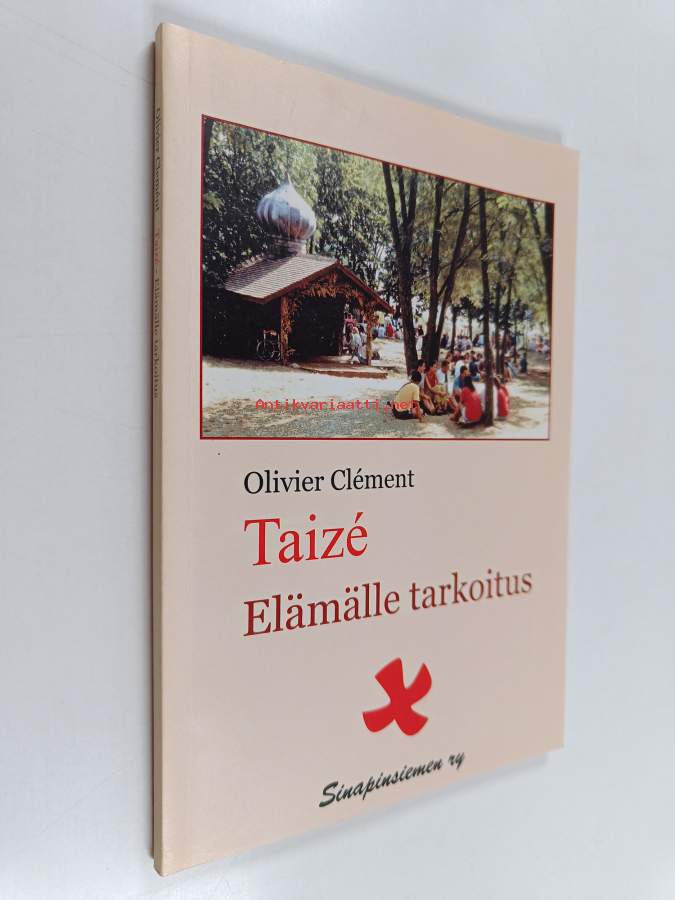 Olivier Clément Taizé - Elämälle tarkoitus
Antikvariaatti.net
Olivier Clément
Taizé
Elämälle tarkoitus
Sinapinsiemen ry